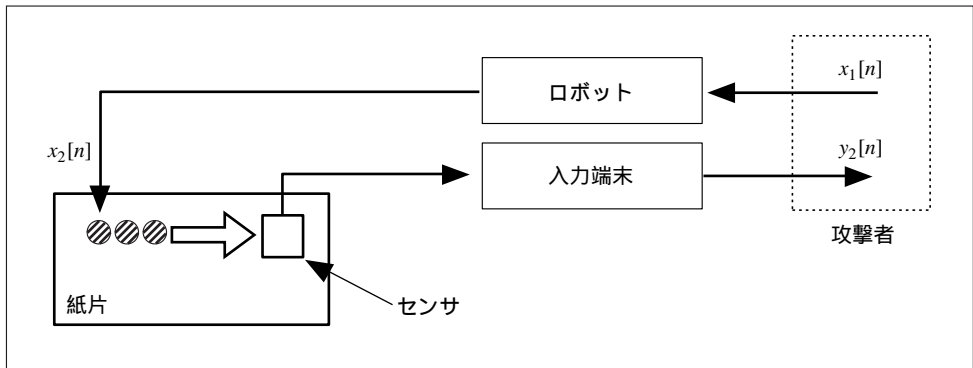 x₁[n]
ロボット
x₂[n]
y₂[n]
入力端末
攻撃者
紙片
センサ